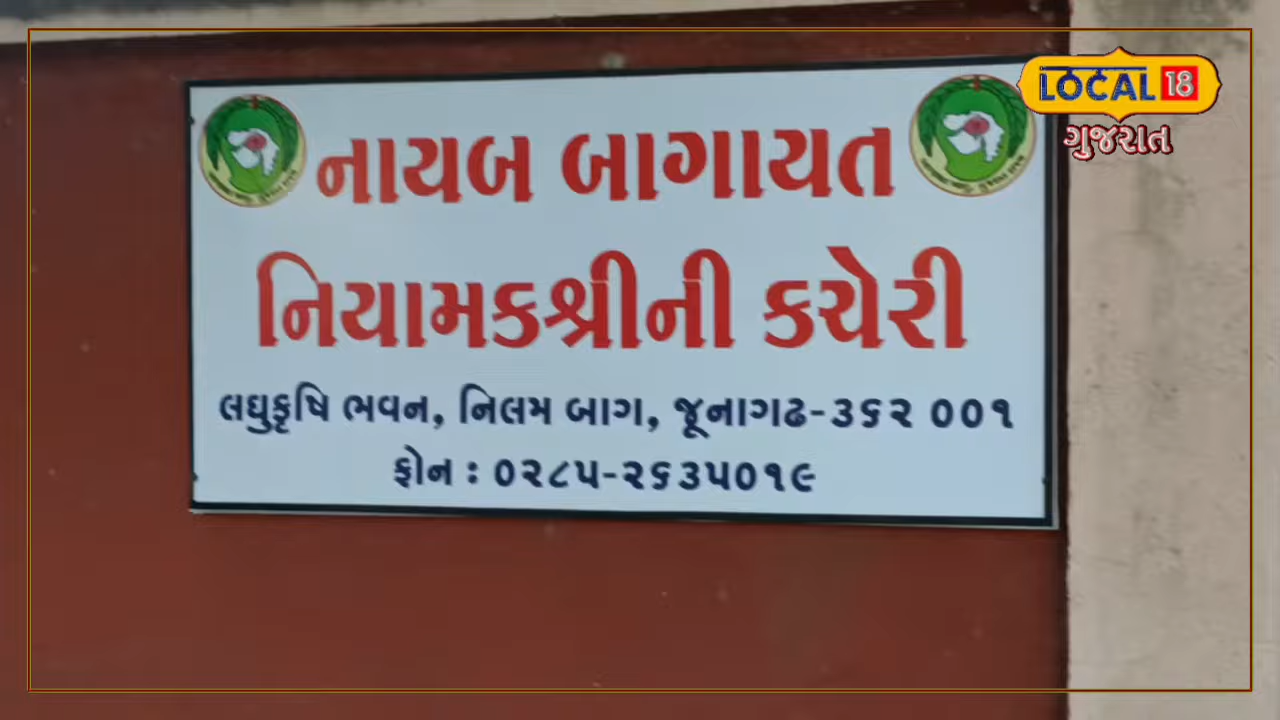 LOCAL 18
ગુજરાત
નાયબ બાગાયત
નિયામકશ્રીની કચેરી
લઘુકૃષિ ભવન, નિલમ બાગ, જૂનાગઢ-૩૬૨ ૦૦૧
ફોન : ૦૨૮૫-૨૬૩૫૦૧૯